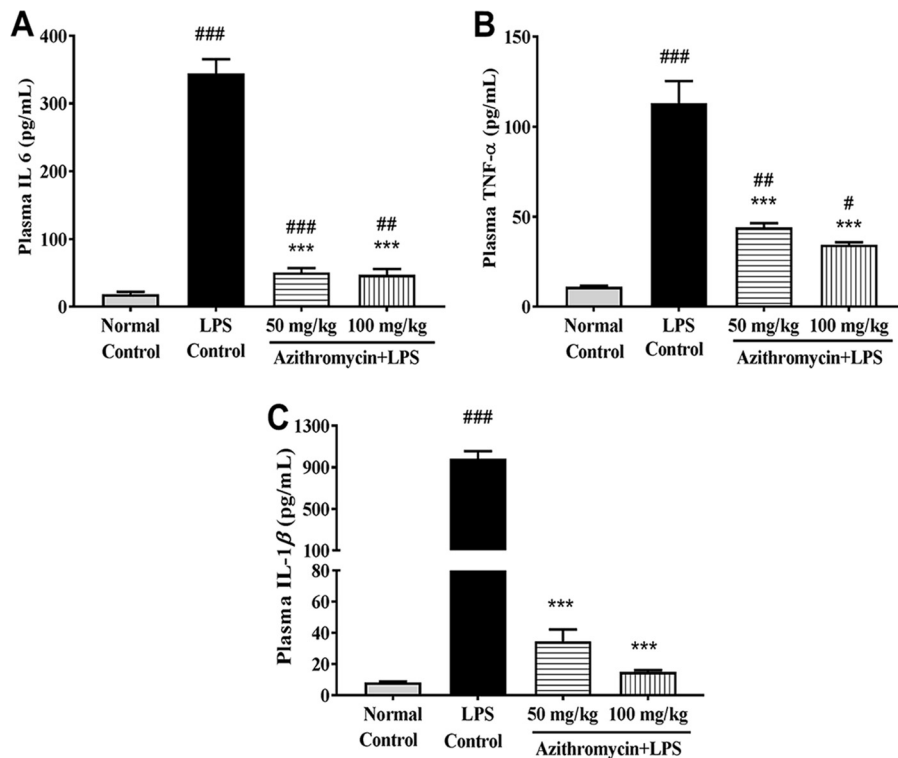 A
Plasma IL 6 (pg/mL)
400
300
200
100
0
###
###
***
##
***
Normal
Control
LPS
Control
50 mg/kg
100 mg/kg
Azithromycin+LPS
B
Plasma TNF-α (pg/mL)
150
100
50
0
###
##
***
#
***
Normal
Control
LPS
Control
50 mg/kg
100 mg/kg
Azithromycin+LPS
C
Plasma IL-1β (pg/mL)
1300
900
500
100
80
60
40
20
0
###
***
***
Normal
Control
LPS
Control
50 mg/kg
100 mg/kg
Azithromycin+LPS